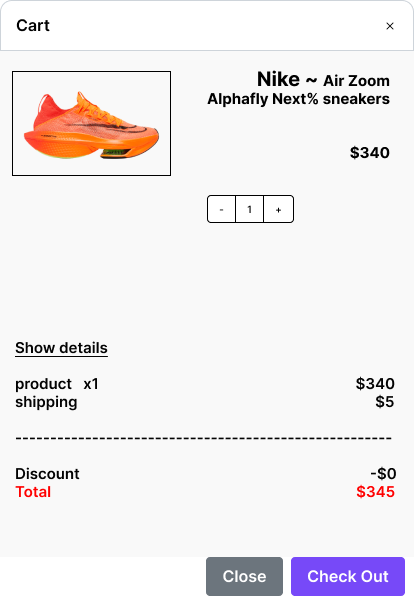 Cart ×
Nike ~ Air Zoom
Alphafly Next% sneakers
$340
- 1 +
Show details
product x1 $340
shipping $5
------------------------------------------------------
Discount -$0
Total $345
Close Check Out